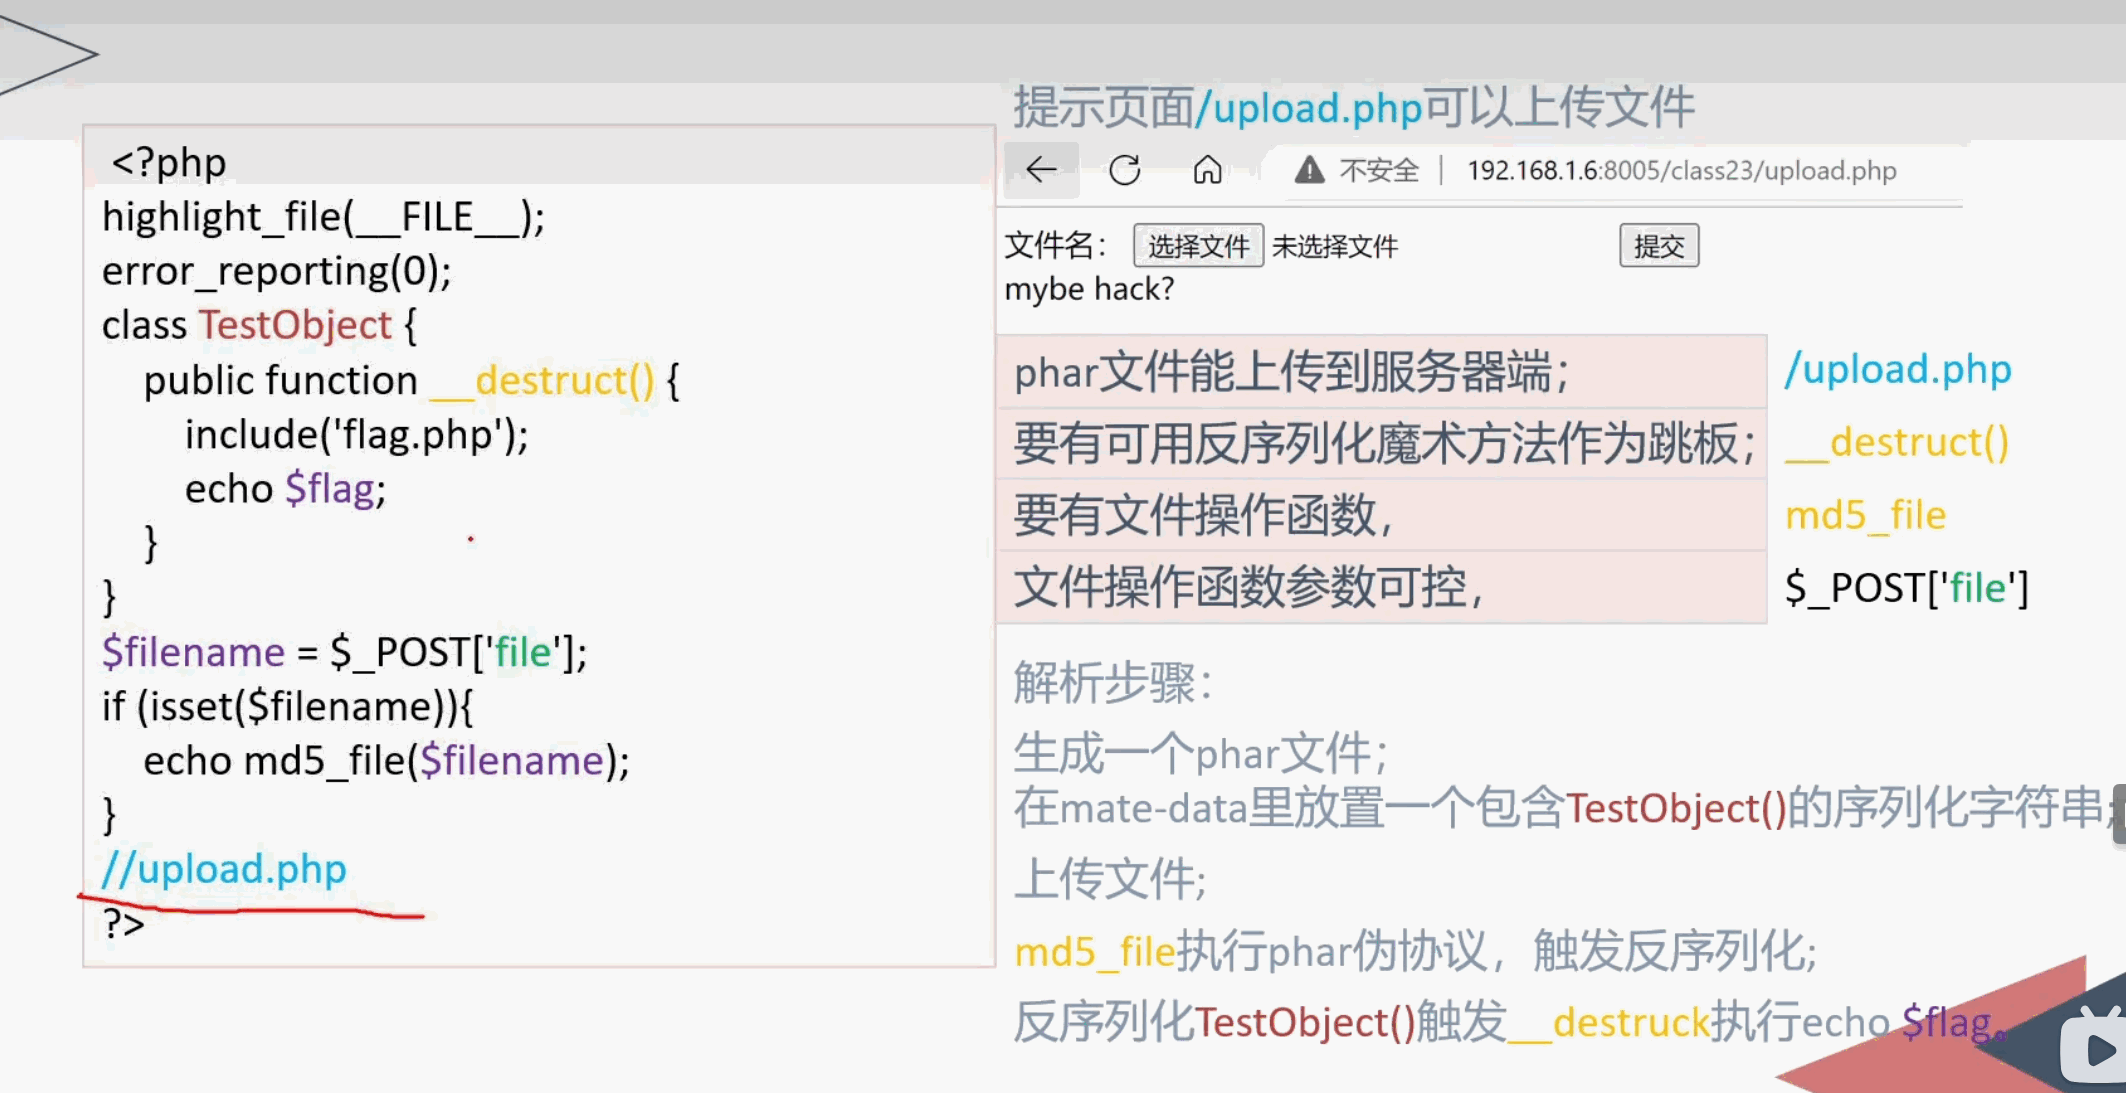 <?php
highlight_file(__FILE__);
error_reporting(0);
class TestObject {
public function __destruct() {
include('flag.php');
echo $flag;
}
}
$filename = $_POST['file'];
if (isset($filename)){
echo md5_file($filename);
}
//upload.php
?>
提示页面/upload.php可以上传文件
不安全 | 192.168.1.6:8005/class23/upload.php
文件名： 选择文件 未选择文件 提交
mybe hack?
phar文件能上传到服务器端； /upload.php
要有可用反序列化魔术方法作为跳板； __destruct()
要有文件操作函数， md5_file
文件操作函数参数可控， $_POST['file']
解析步骤：
生成一个phar文件；
在mate-data里放置一个包含TestObject()的序列化字符串；
上传文件；
md5_file执行phar伪协议，触发反序列化；
反序列化TestObject()触发__destruck执行echo $flag。